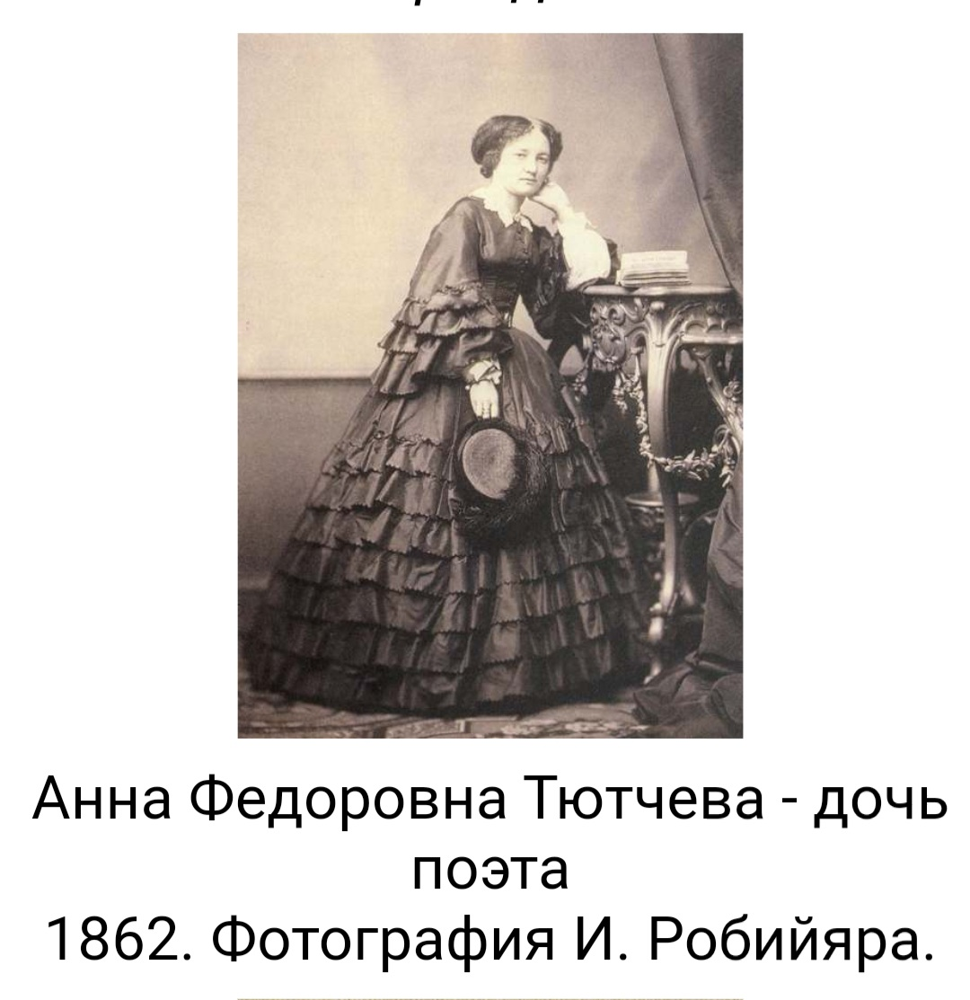 Анна Федоровна Тютчева - дочь
поэта
1862. Фотография И. Робийяра.